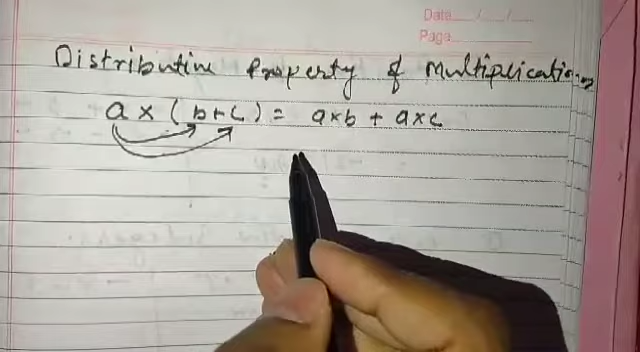 Date / /
Page
Distributive Property of Multiplication
a × (b+c) = a×b + a×c